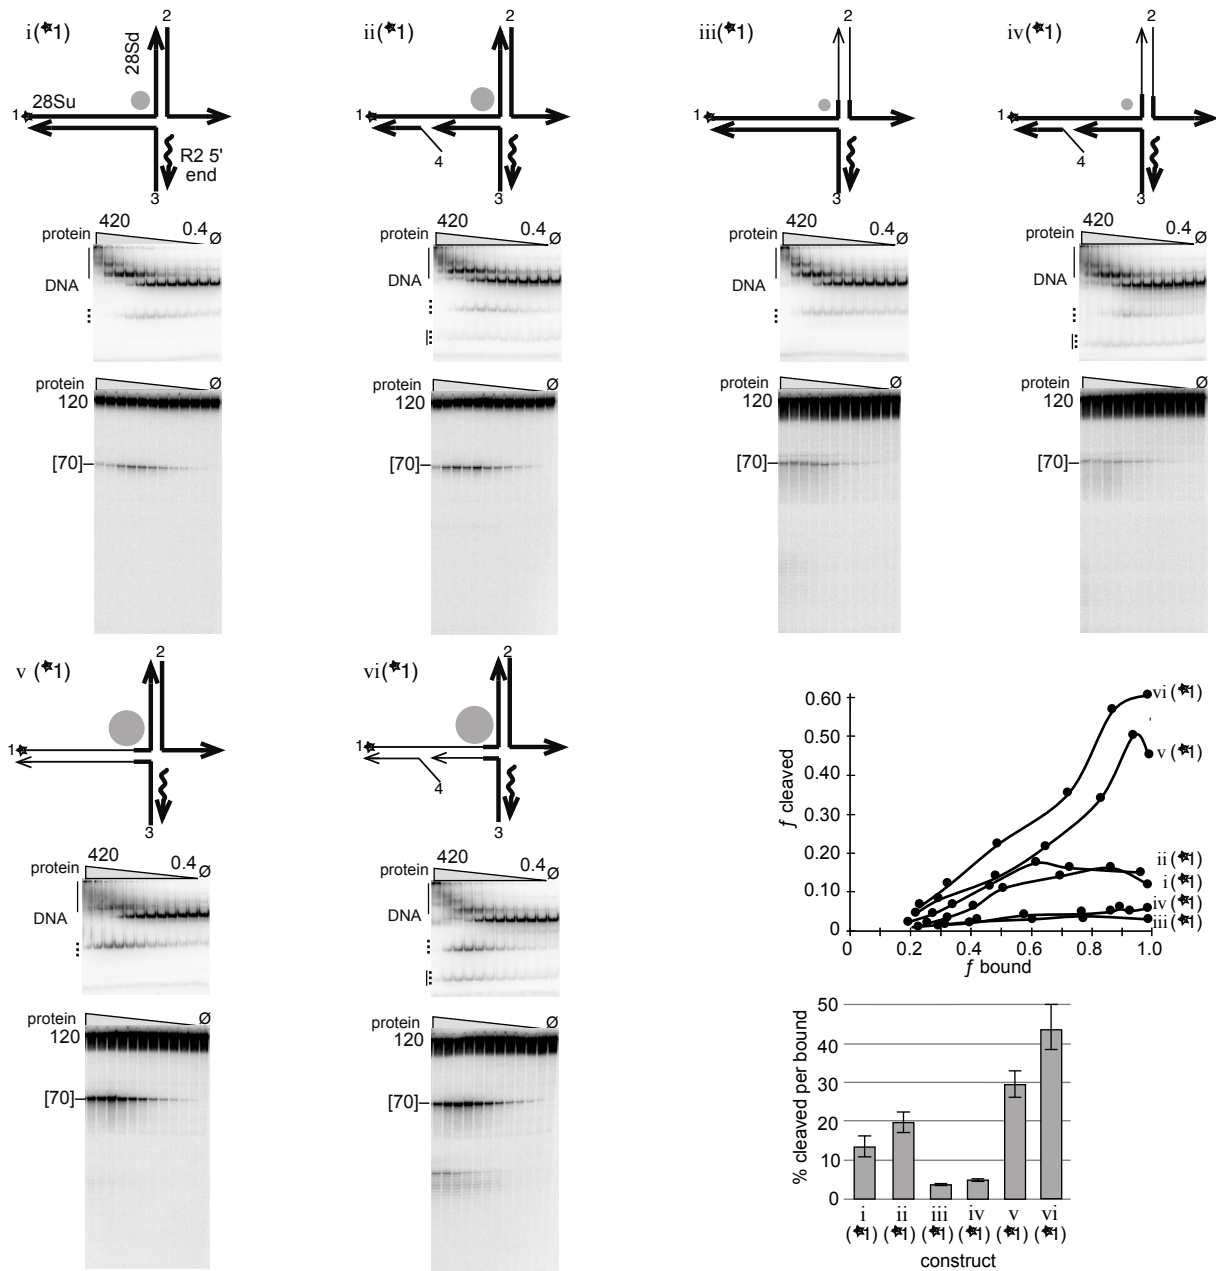 i(★1)
28Sd
2
28Su
1
R2 5'
end
3
ii(★1)
2
1
4
3
iii(★1)
2
1
3
iv(★1)
2
1
4
3
protein 420 0.4 Ø
DNA
protein 420 0.4 Ø
DNA
protein 420 0.4 Ø
DNA
protein 420 0.4 Ø
DNA
protein Ø
120
[70]
protein Ø
120
[70]
protein Ø
120
[70]
protein Ø
120
[70]
v (★1)
2
1
3
vi(★1)
2
1
4
3
protein 420 0.4 Ø
DNA
protein 420 0.4 Ø
DNA
protein Ø
120
[70]
protein Ø
120
[70]
f cleaved
0.60
0.50
0.40
0.30
0.20
0.10
0
0 0.2 0.4 0.6 0.8 1.0
f bound
vi (★1)
v (★1)
ii (★1)
i (★1)
iv (★1)
iii (★1)
% cleaved per bound
50
40
30
20
10
0
i ii iii iv v vi
(★1) (★1) (★1) (★1) (★1) (★1)
construct